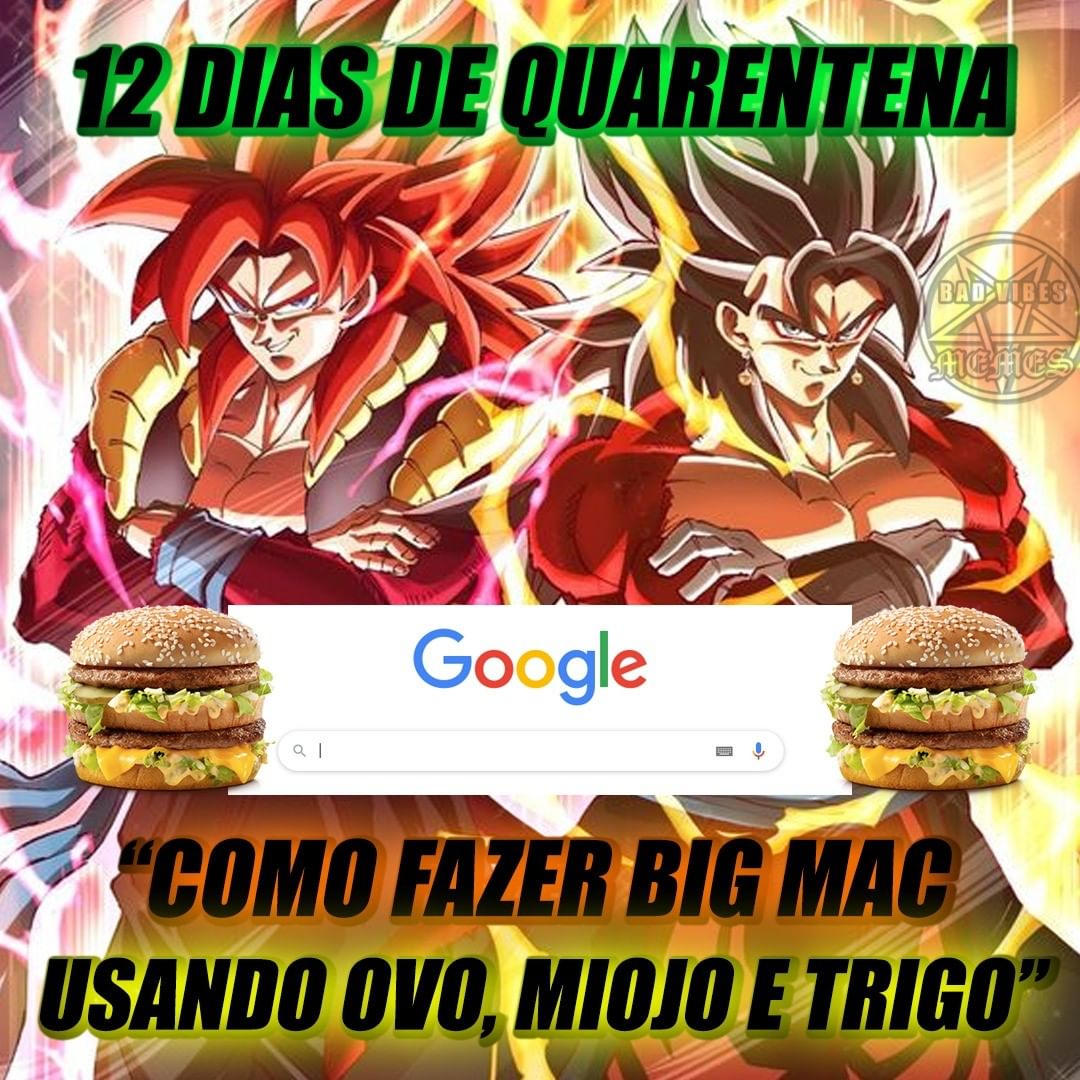 12 DIAS DE QUARENTENA
BAD VIBES
MEMES
Google
“COMO FAZER BIG MAC
USANDO OVO, MIOJO E TRIGO”